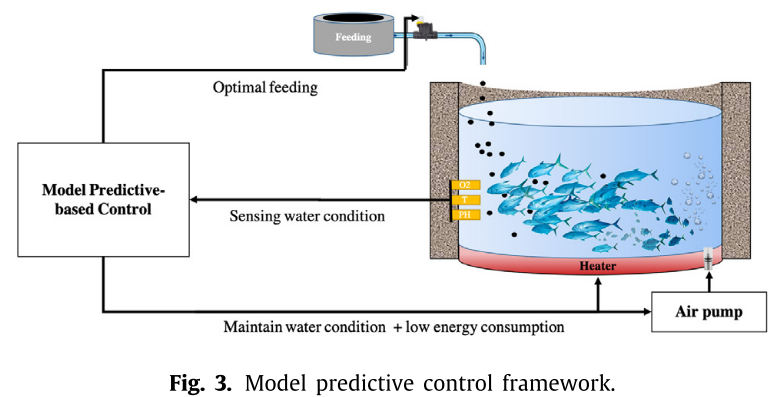 Feeding
Optimal feeding
Model Predictive-
based Control
O2
T
PH
Sensing water condition
Heater
Air pump
Maintain water condition + low energy consumption
Fig. 3. Model predictive control framework.